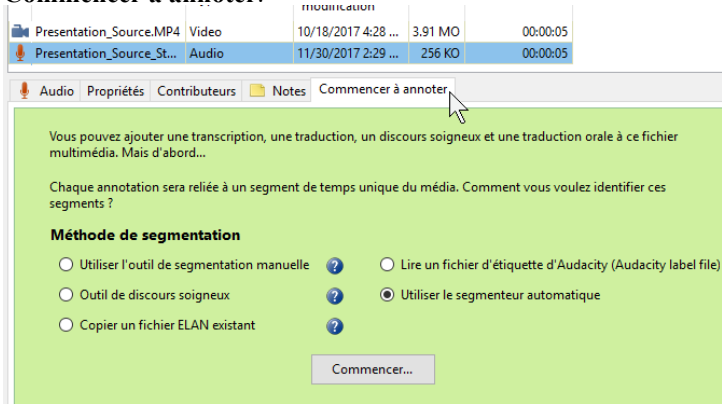 Commencer à annoter.
modification
Presentation_Source.MP4 Video 10/18/2017 4:28 ... 3.91 MO 00:00:05
Presentation_Source_St... Audio 11/30/2017 2:29 ... 256 KO 00:00:05
Audio Propriétés Contributeurs Notes Commencer à annoter
Vous pouvez ajouter une transcription, une traduction, un discours soigneux et une traduction orale à ce fichier
multimédia. Mais d'abord...
Chaque annotation sera reliée à un segment de temps unique du média. Comment vous voulez identifier ces
segments ?
Méthode de segmentation
Utiliser l'outil de segmentation manuelle ? Lire un fichier d'étiquette d'Audacity (Audacity label file)
Outil de discours soigneux ? Utiliser le segmenteur automatique
Copier un fichier ELAN existant ?
Commencer...